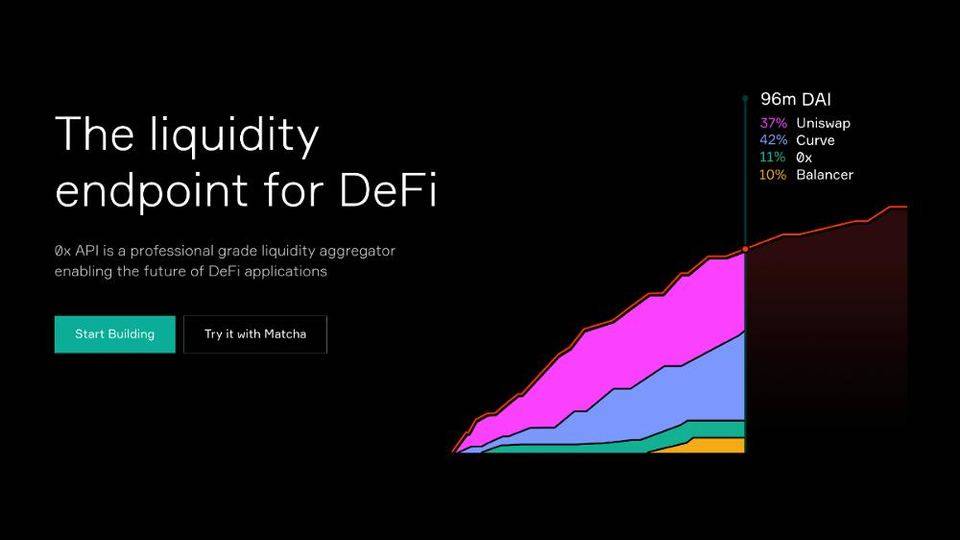 The liquidity
endpoint for DeFi
0x API is a professional grade liquidity aggregator
enabling the future of DeFi applications
Start Building
Try it with Matcha
96m DAI
37% Uniswap
42% Curve
11% 0x
10% Balancer